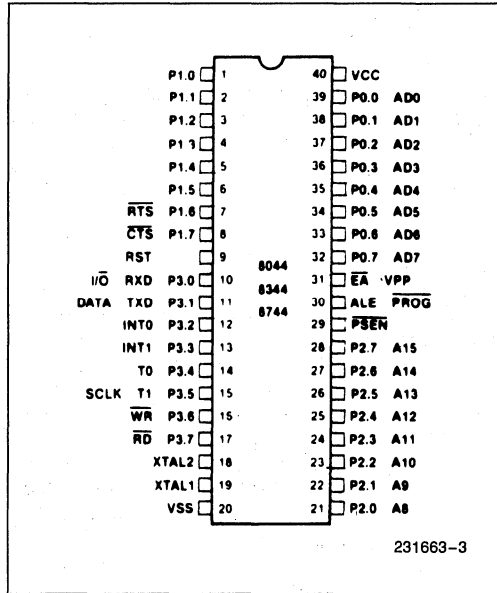 P1.0 1 40 VCC
P1.1 2 39 P0.0 AD0
P1.2 3 38 P0.1 AD1
P1.3 4 37 P0.2 AD2
P1.4 5 36 P0.3 AD3
P1.5 6 35 P0.4 AD4
R̅T̅S̅ P1.6 7 34 P0.5 AD5
C̅T̅S̅ P1.7 8 33 P0.6 AD6
RST 9 32 P0.7 AD7
I/O̅ RXD P3.0 10 8044 31 E̅A̅ VPP
DATA TXD P3.1 11 8344 30 ALE P̅R̅O̅G̅
INT0 P3.2 12 8744 29 P̅S̅E̅N̅
INT1 P3.3 13 28 P2.7 A15
T0 P3.4 14 27 P2.6 A14
SCLK T1 P3.5 15 26 P2.5 A13
W̅R̅ P3.6 16 25 P2.4 A12
R̅D̅ P3.7 17 24 P2.3 A11
XTAL2 18 23 P2.2 A10
XTAL1 19 22 P2.1 A9
VSS 20 21 P2.0 A8
231663-3